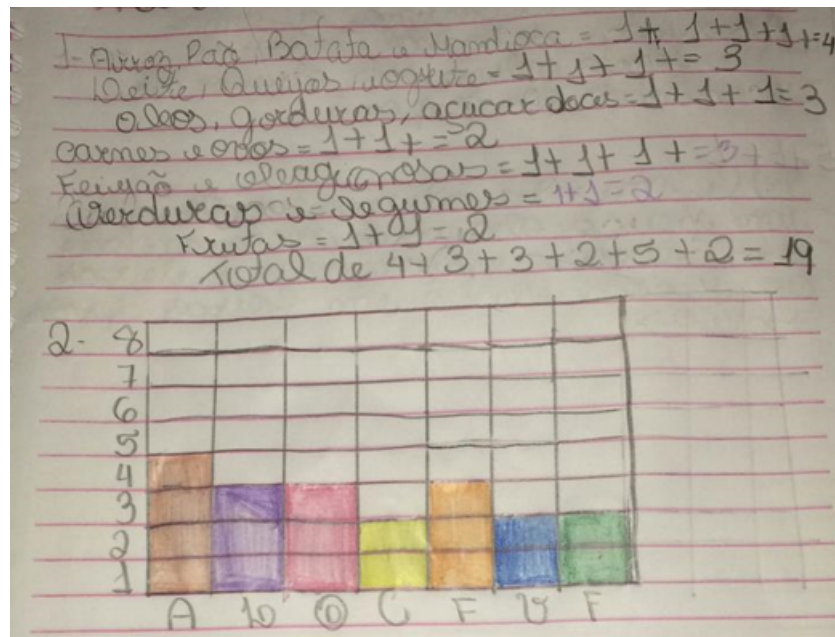 1- Arroz, Pão, Batata e Mandioca = 1+ 1+1+1+=4
Leite, Queijos, iogurte = 1+1+1+= 3
oleos, gorduras, açucar doces = 1+1+1=3
carnes e ovos = 1+1+= 2
Feijão e oleaginosas = 1+1+1+=3
Verduras e legumes = 1+1=2
Frutas = 1+1=2
Total de 4+3+3+2+5+2= 19
2- 8
7
6
5
4
3
2
1
A L O C F V F